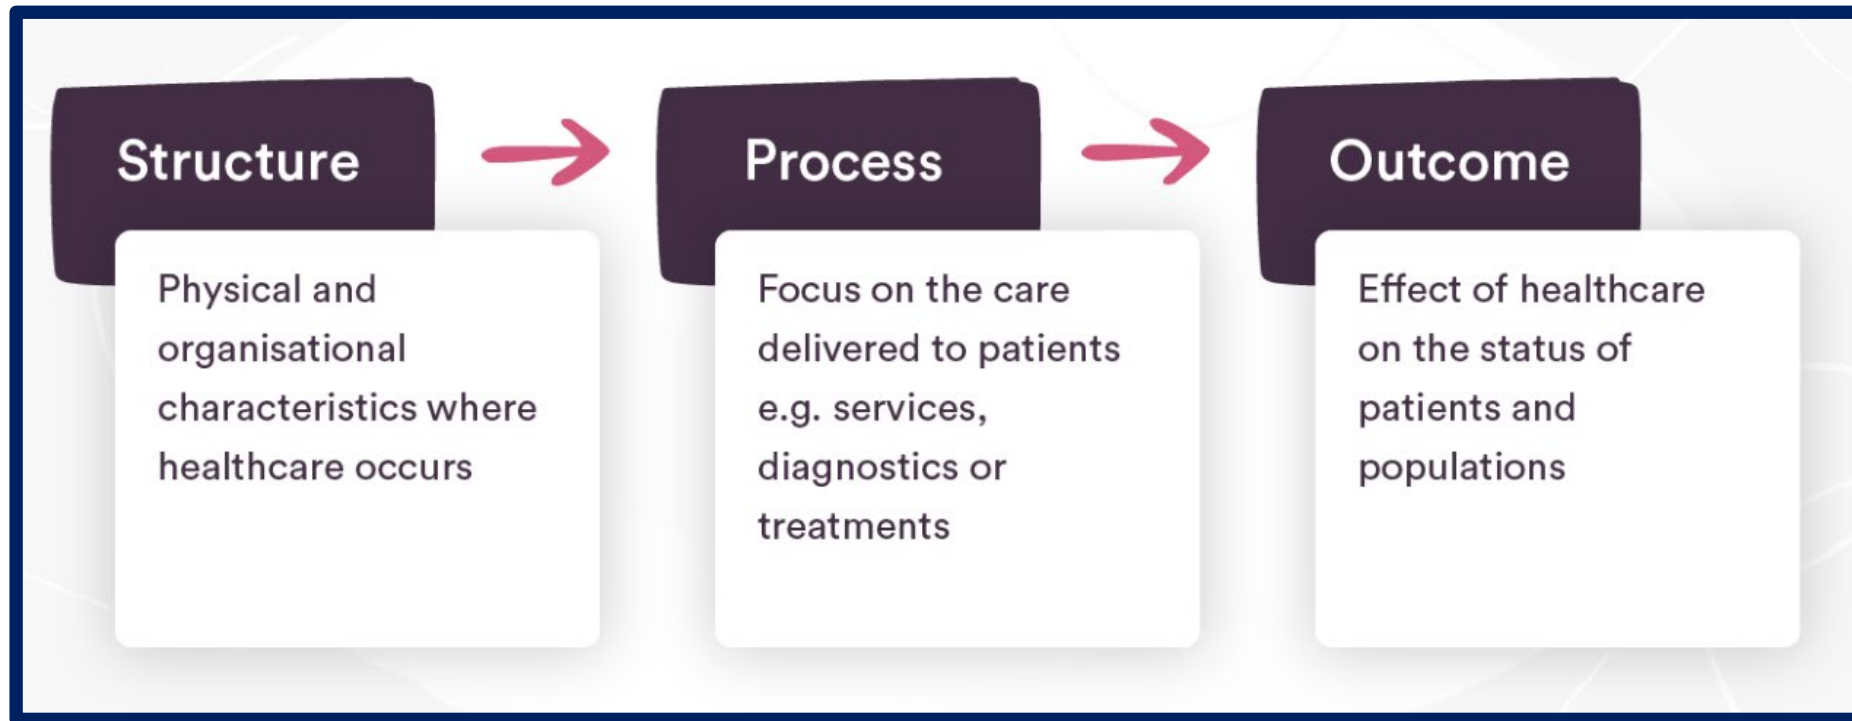 Structure
Physical and
organisational
characteristics where
healthcare occurs
Process
Focus on the care
delivered to patients
e.g. services,
diagnostics or
treatments
Outcome
Effect of healthcare
on the status of
patients and
populations